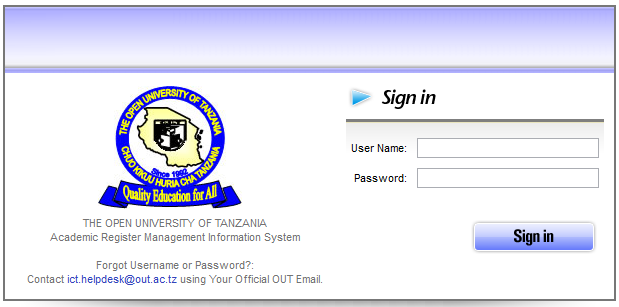 THE OPEN UNIVERSITY OF TANZANIA
Since 1992
CHUO KIKUU HURIA CHA TANZANIA
Quality Education for All
THE OPEN UNIVERSITY OF TANZANIA
Academic Register Management Information System
Forgot Username or Password?:
Contact ict.helpdesk@out.ac.tz using Your Official OUT Email.
Sign in
User Name:
Password:
Sign in